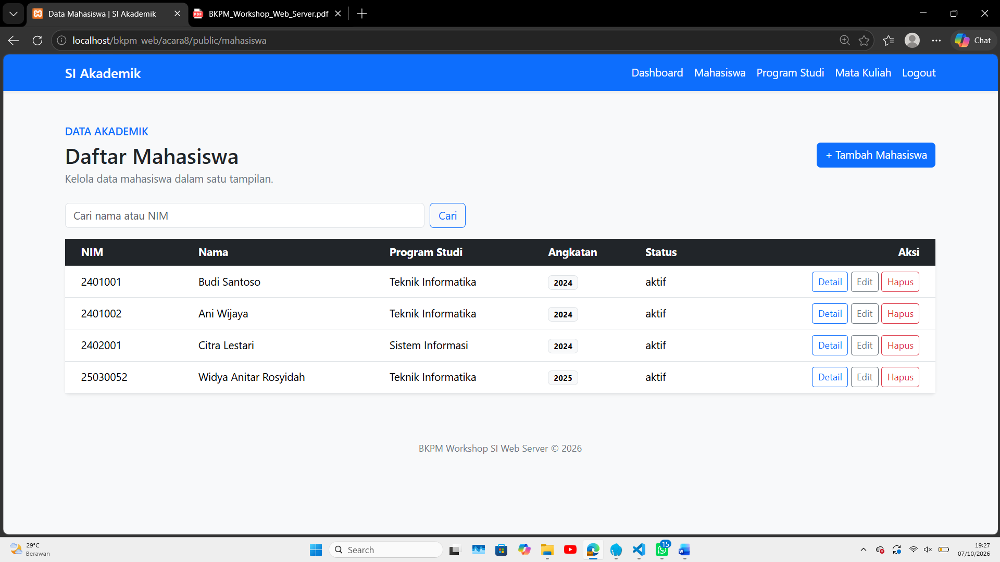 Data Mahasiswa | SI Akademik
BKPM_Workshop_Web_Server.pdf
localhost/bkpm_web/acara8/public/mahasiswa
Chat
SI Akademik
Dashboard Mahasiswa Program Studi Mata Kuliah Logout
DATA AKADEMIK
Daftar Mahasiswa
+ Tambah Mahasiswa
Kelola data mahasiswa dalam satu tampilan.
Cari nama atau NIM
Cari
NIM Nama Program Studi Angkatan Status Aksi
2401001 Budi Santoso Teknik Informatika 2024 aktif Detail Edit Hapus
2401002 Ani Wijaya Teknik Informatika 2024 aktif Detail Edit Hapus
2402001 Citra Lestari Sistem Informasi 2024 aktif Detail Edit Hapus
25030052 Widya Anitar Rosyidah Teknik Informatika 2025 aktif Detail Edit Hapus
BKPM Workshop SI Web Server © 2026
29°C
Berawan
Search
15
19:27
07/10/2026